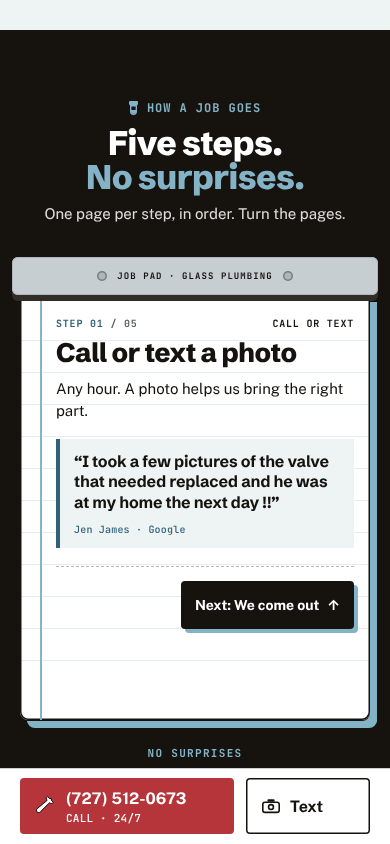 HOW A JOB GOES
Five steps.
No surprises.
One page per step, in order. Turn the pages.
JOB PAD · GLASS PLUMBING
STEP 01 / 05
CALL OR TEXT
Call or text a photo
Any hour. A photo helps us bring the right
part.
“I took a few pictures of the valve
that needed replaced and he was
at my home the next day !!”
Jen James · Google
Next: We come out ↑
NO SURPRISES
(727) 512-0673
CALL · 24/7
Text